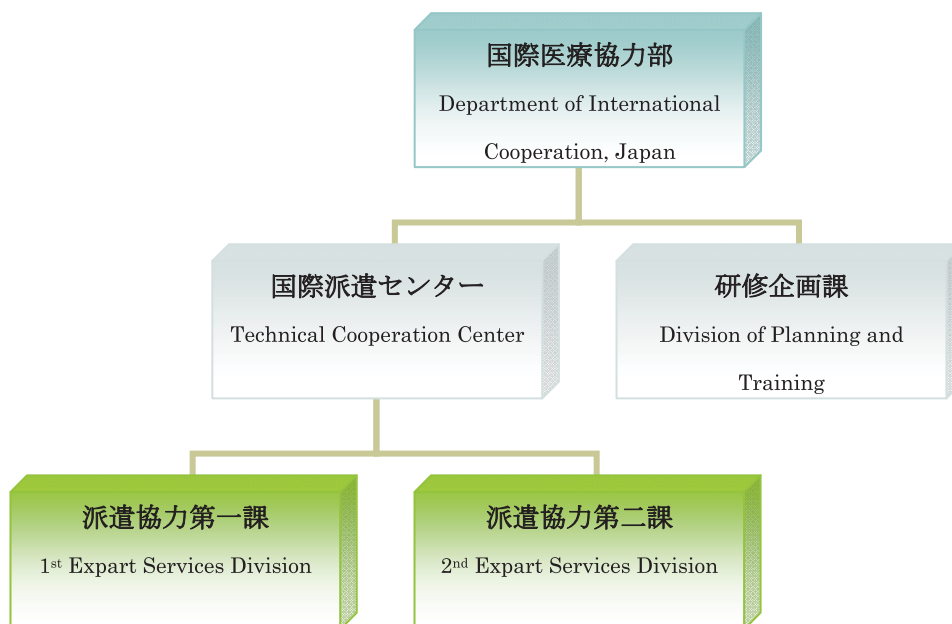 国際医療協力部
Department of International
Cooperation, Japan
国際派遣センター
Technical Cooperation Center
研修企画課
Division of Planning and
Training
派遣協力第一課
1st Expart Services Division
派遣協力第二課
2nd Expart Services Division